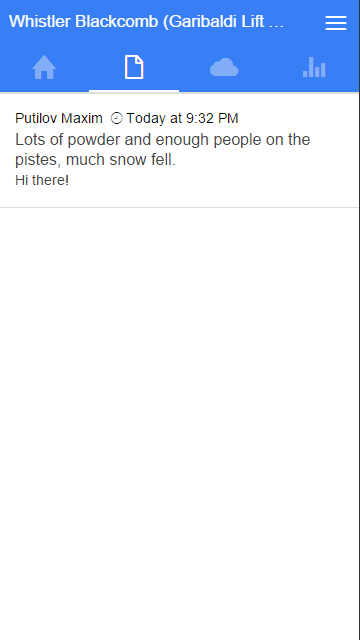 Whistler Blackcomb (Garibaldi Lift ...
Putilov Maxim Today at 9:32 PM
Lots of powder and enough people on the
pistes, much snow fell.
Hi there!